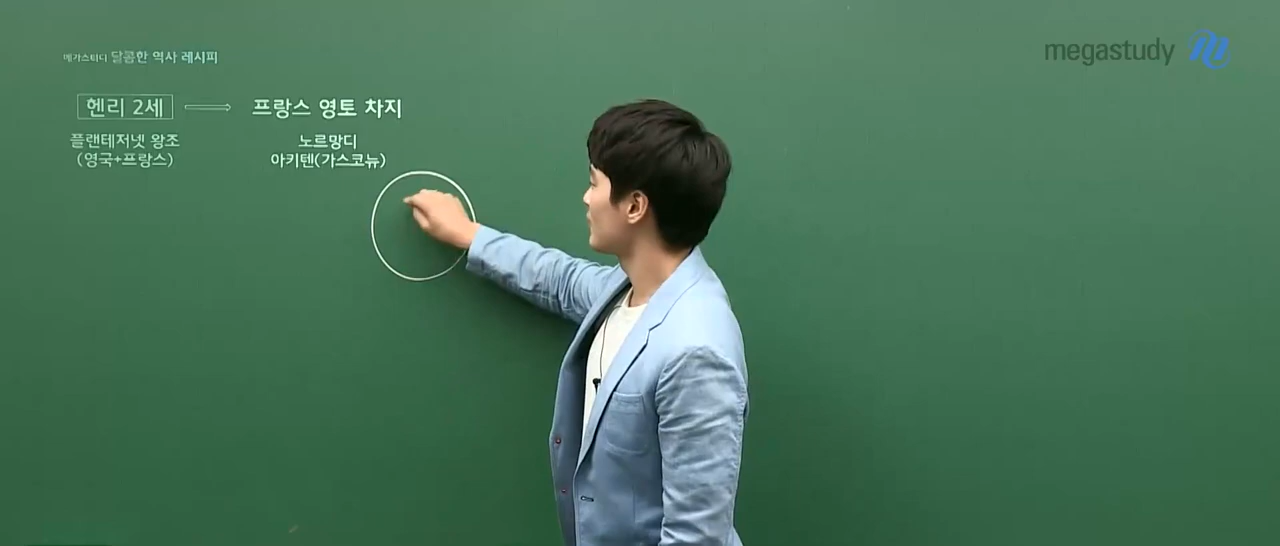 메가스터디 달콤한 역사 레시피
megastudy
헨리 2세
프랑스 영토 차지
플랜테저넷 왕조
(영국+프랑스)
노르망디
아키텐(가스코뉴)